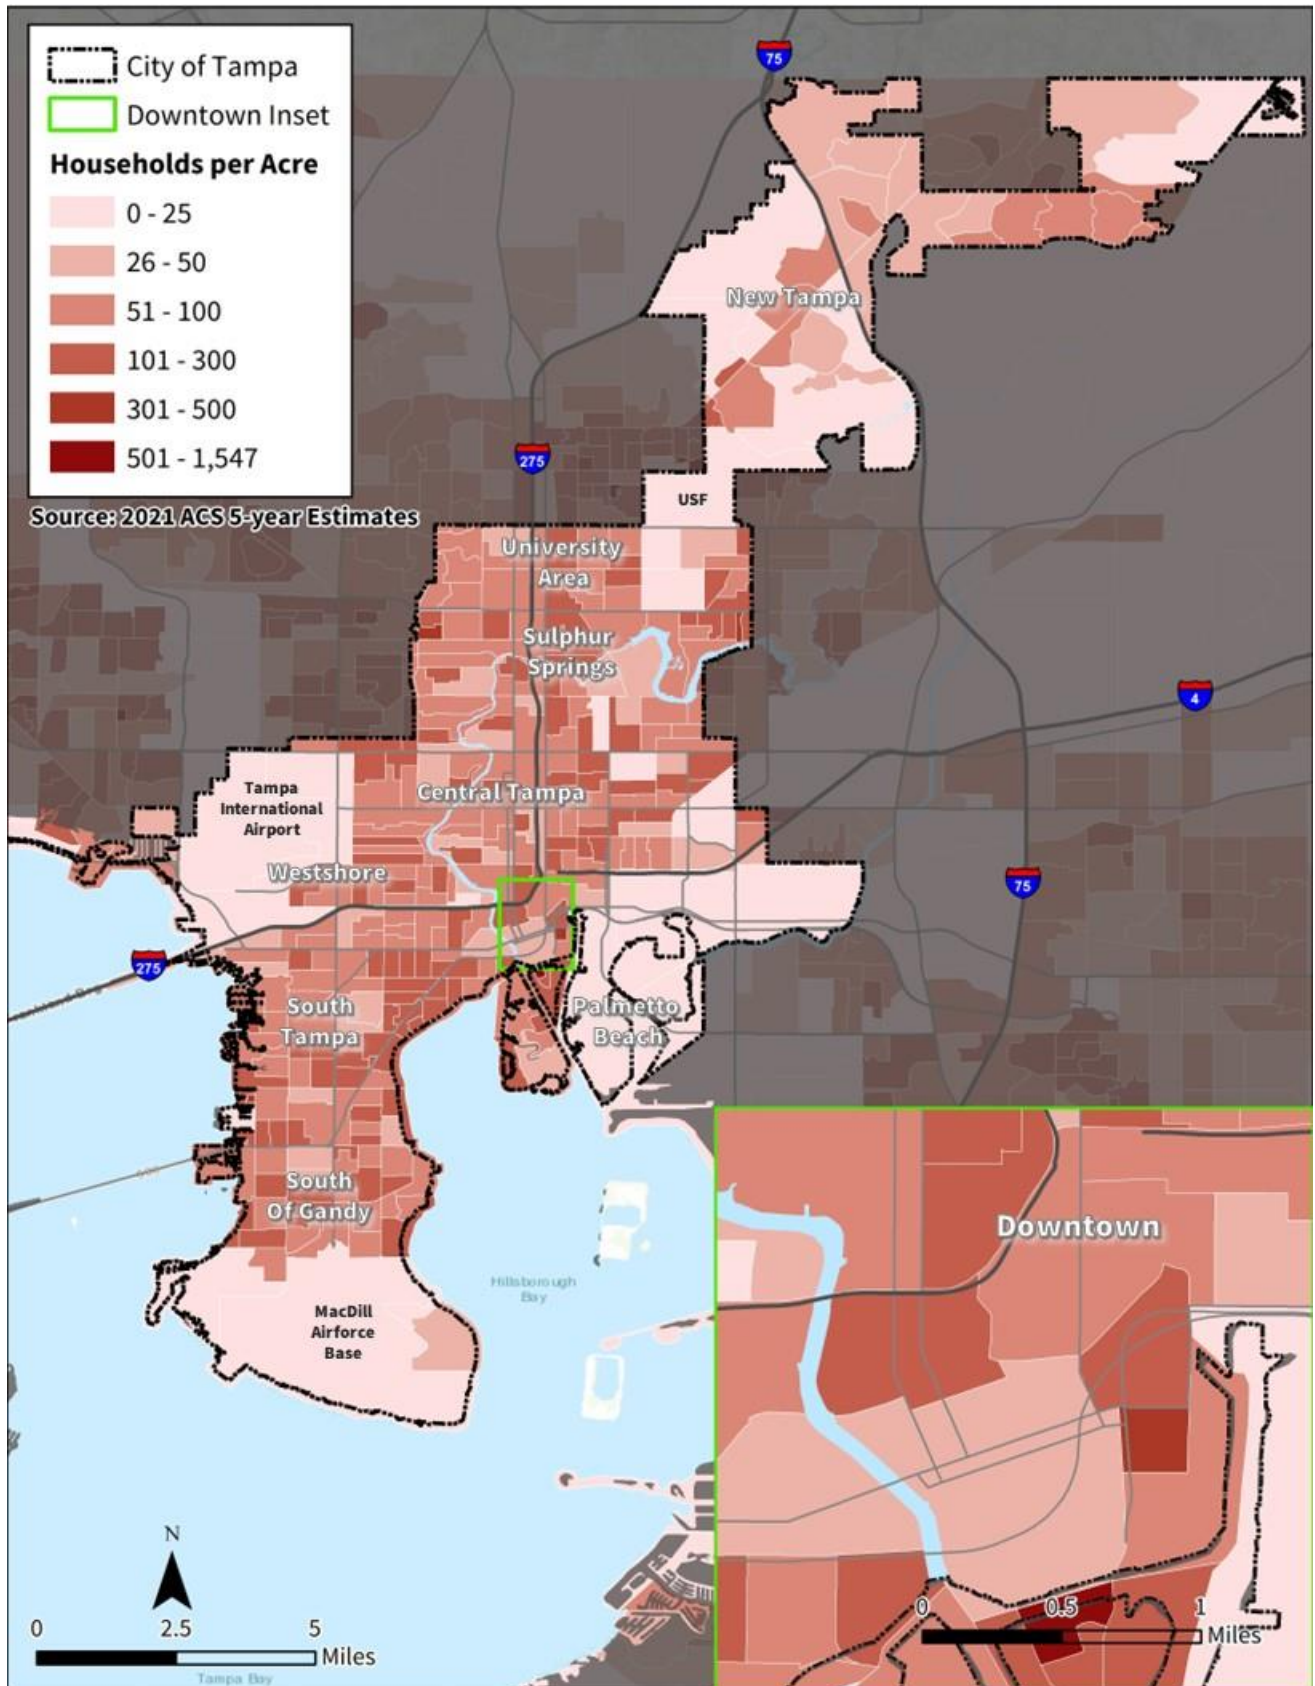 City of Tampa
Downtown Inset
Households per Acre
0 - 25
26 - 50
51 - 100
101 - 300
301 - 500
501 - 1,547
Source: 2021 ACS 5-year Estimates
75
New Tampa
275
USF
University
Area
Sulphur
Springs
4
Tampa
International
Airport
Central Tampa
Westshore
75
275
South
Tampa
Palmetto
Beach
South
Of Gandy
Downtown
Hillsborough
Bay
MacDill
Airforce
Base
N
0 2.5 5
Miles
Tampa Bay
0 0.5 1
Miles